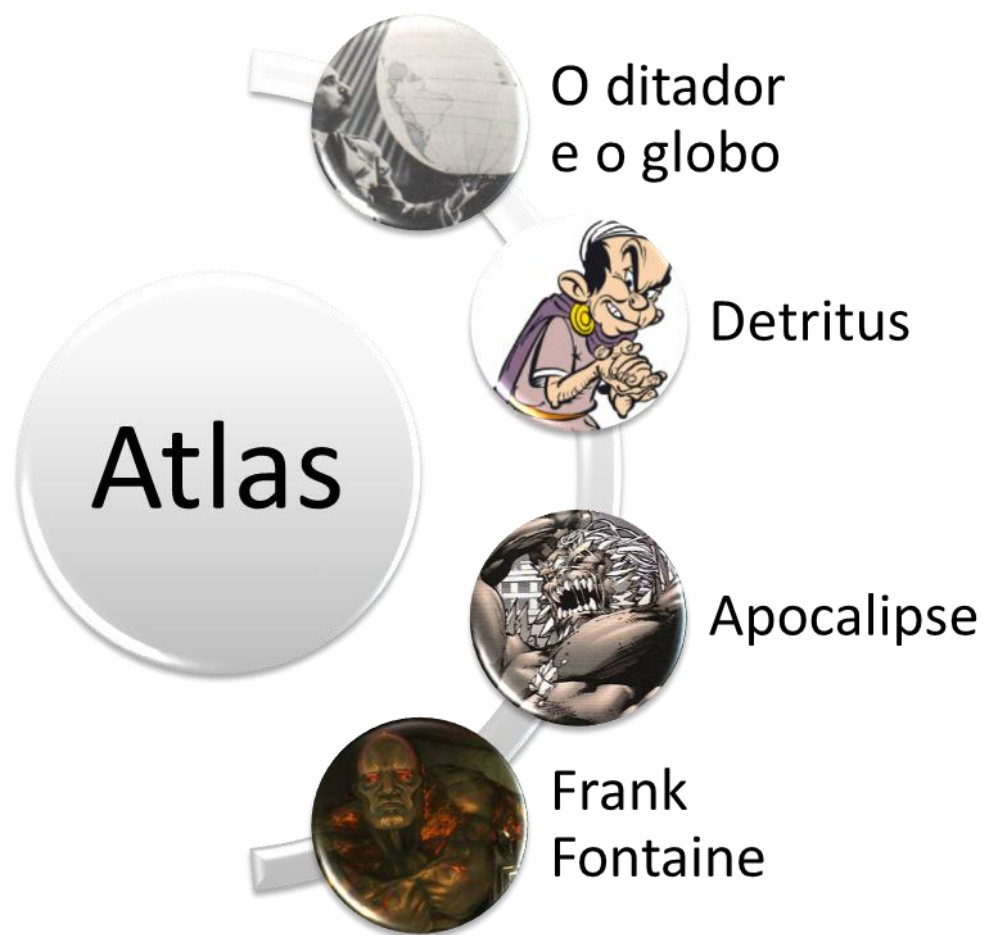 O ditador
e o globo
Detritus
Atlas
Apocalipse
Frank
Fontaine